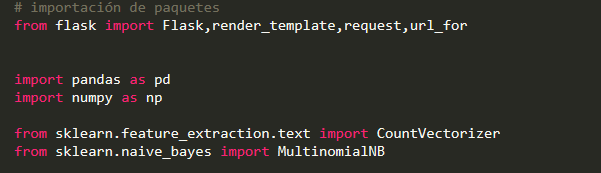 # importación de paquetes
from flask import Flask,render_template,request,url_for
import pandas as pd
import numpy as np
from sklearn.feature_extraction.text import CountVectorizer
from sklearn.naive_bayes import MultinomialNB